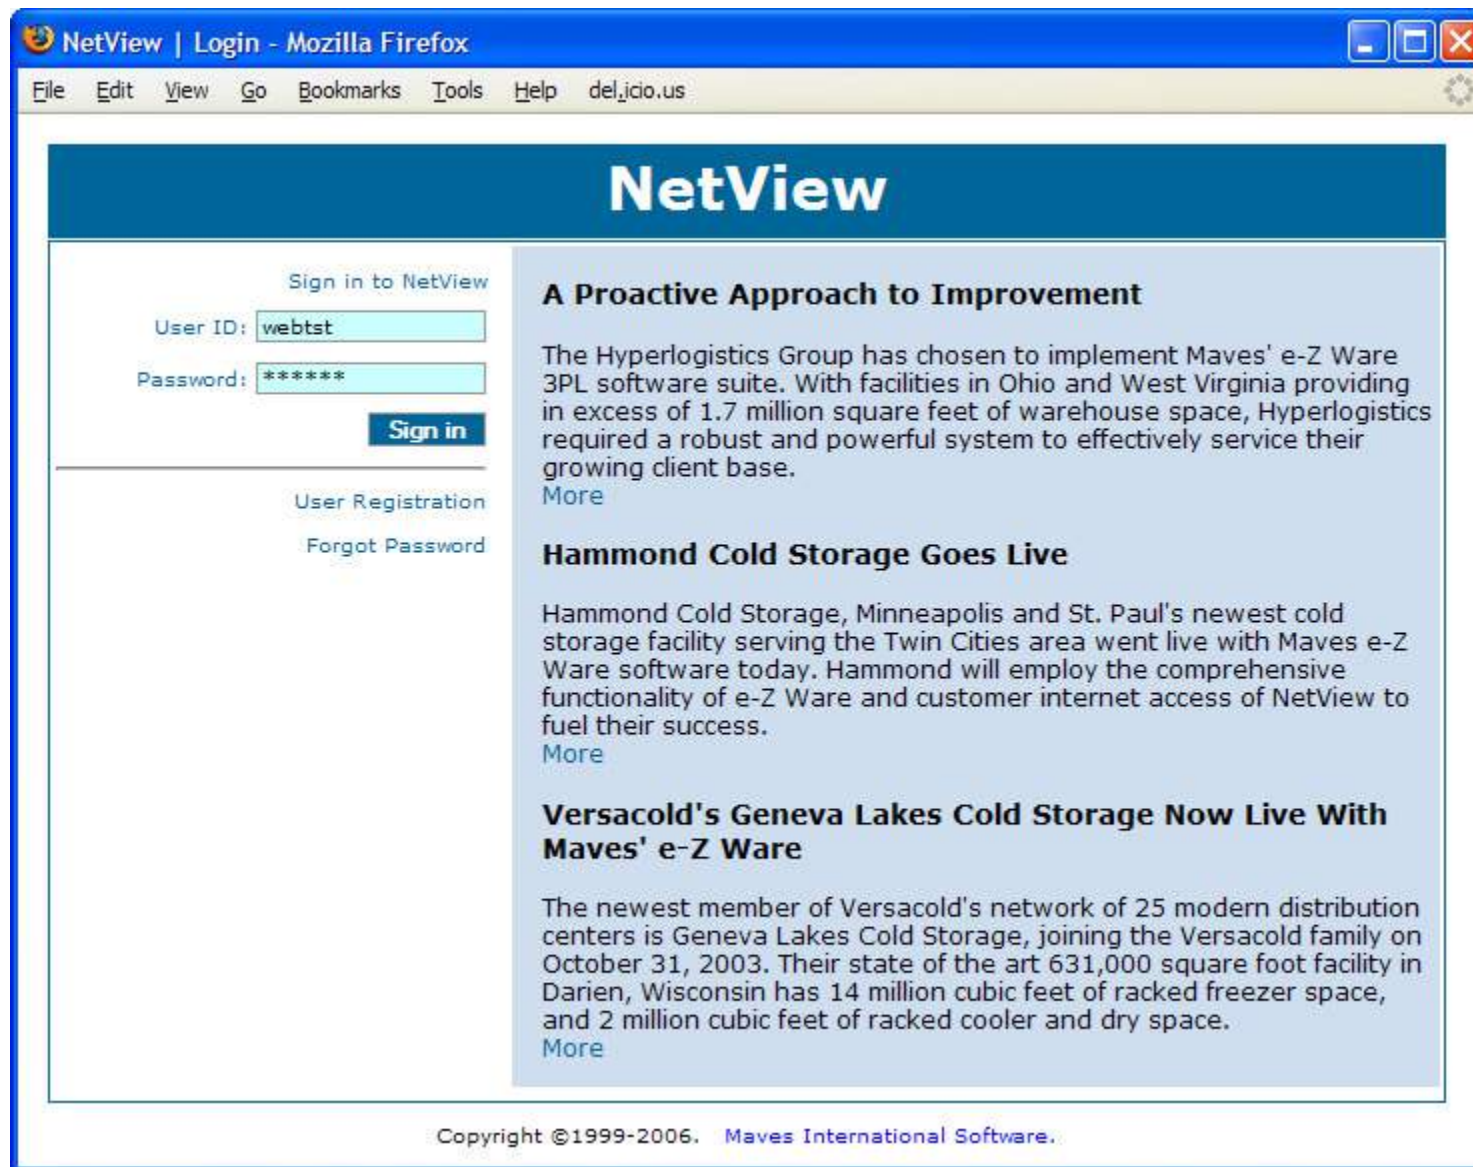 NetView | Login - Mozilla Firefox
File Edit View Go Bookmarks Tools Help del.icio.us
NetView
Sign in to NetView
User ID: webtst
Password: ******
Sign in
User Registration
Forgot Password
A Proactive Approach to Improvement
The Hyperlogistics Group has chosen to implement Maves' e-Z Ware
3PL software suite. With facilities in Ohio and West Virginia providing
in excess of 1.7 million square feet of warehouse space, Hyperlogistics
required a robust and powerful system to effectively service their
growing client base.
More
Hammond Cold Storage Goes Live
Hammond Cold Storage, Minneapolis and St. Paul's newest cold
storage facility serving the Twin Cities area went live with Maves e-Z
Ware software today. Hammond will employ the comprehensive
functionality of e-Z Ware and customer internet access of NetView to
fuel their success.
More
Versacold's Geneva Lakes Cold Storage Now Live With
Maves' e-Z Ware
The newest member of Versacold's network of 25 modern distribution
centers is Geneva Lakes Cold Storage, joining the Versacold family on
October 31, 2003. Their state of the art 631,000 square foot facility in
Darien, Wisconsin has 14 million cubic feet of racked freezer space,
and 2 million cubic feet of racked cooler and dry space.
More
Copyright ©1999-2006. Maves International Software.